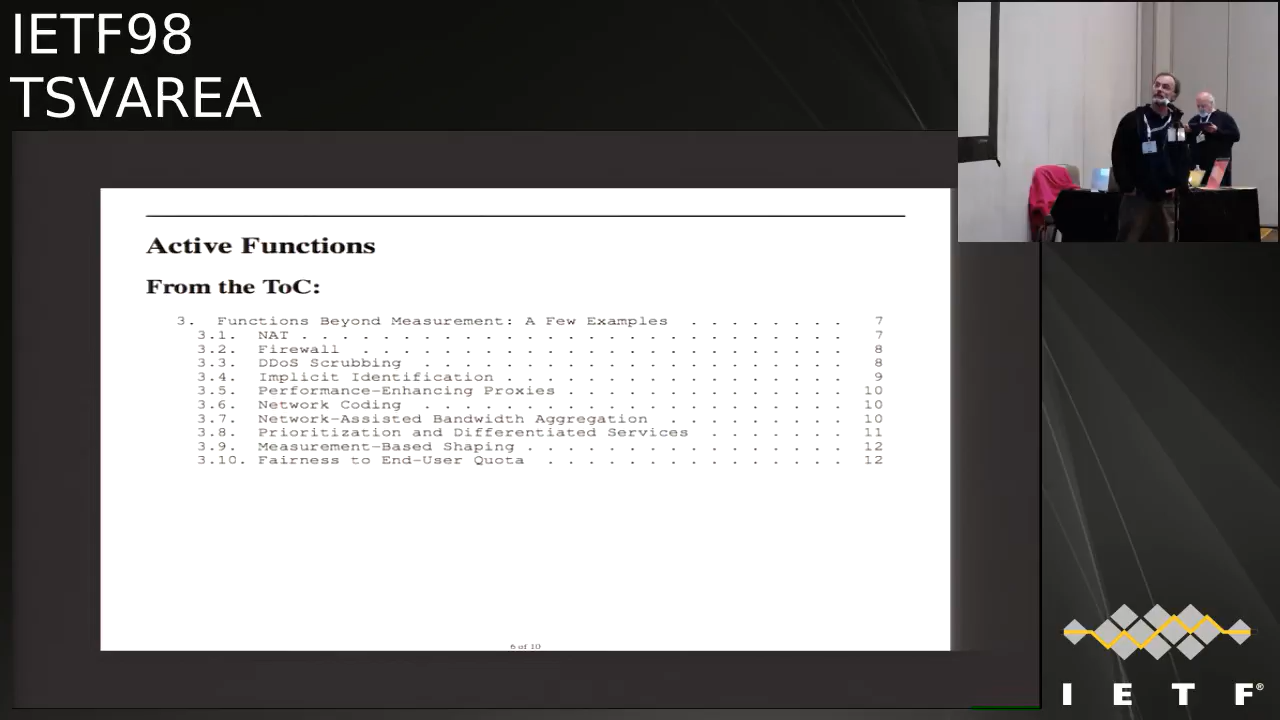 IETF98
TSVAREA
Active Functions
From the ToC:
3. Functions Beyond Measurement: A Few Examples . . . . . . . . 7
3.1. NAT . . . . . . . . . . . . . . . . . . . . . . . . . . . 7
3.2. Firewall . . . . . . . . . . . . . . . . . . . . . . . . 8
3.3. DDoS Scrubbing . . . . . . . . . . . . . . . . . . . . . 8
3.4. Implicit Identification . . . . . . . . . . . . . . . . . 9
3.5. Performance-Enhancing Proxies . . . . . . . . . . . . . . 10
3.6. Network Coding . . . . . . . . . . . . . . . . . . . . . 10
3.7. Network-Assisted Bandwidth Aggregation . . . . . . . . . 10
3.8. Prioritization and Differentiated Services . . . . . . . 11
3.9. Measurement-Based Shaping . . . . . . . . . . . . . . . . 12
3.10. Fairness to End-User Quota . . . . . . . . . . . . . . . 12
6 of 10
I E T F®